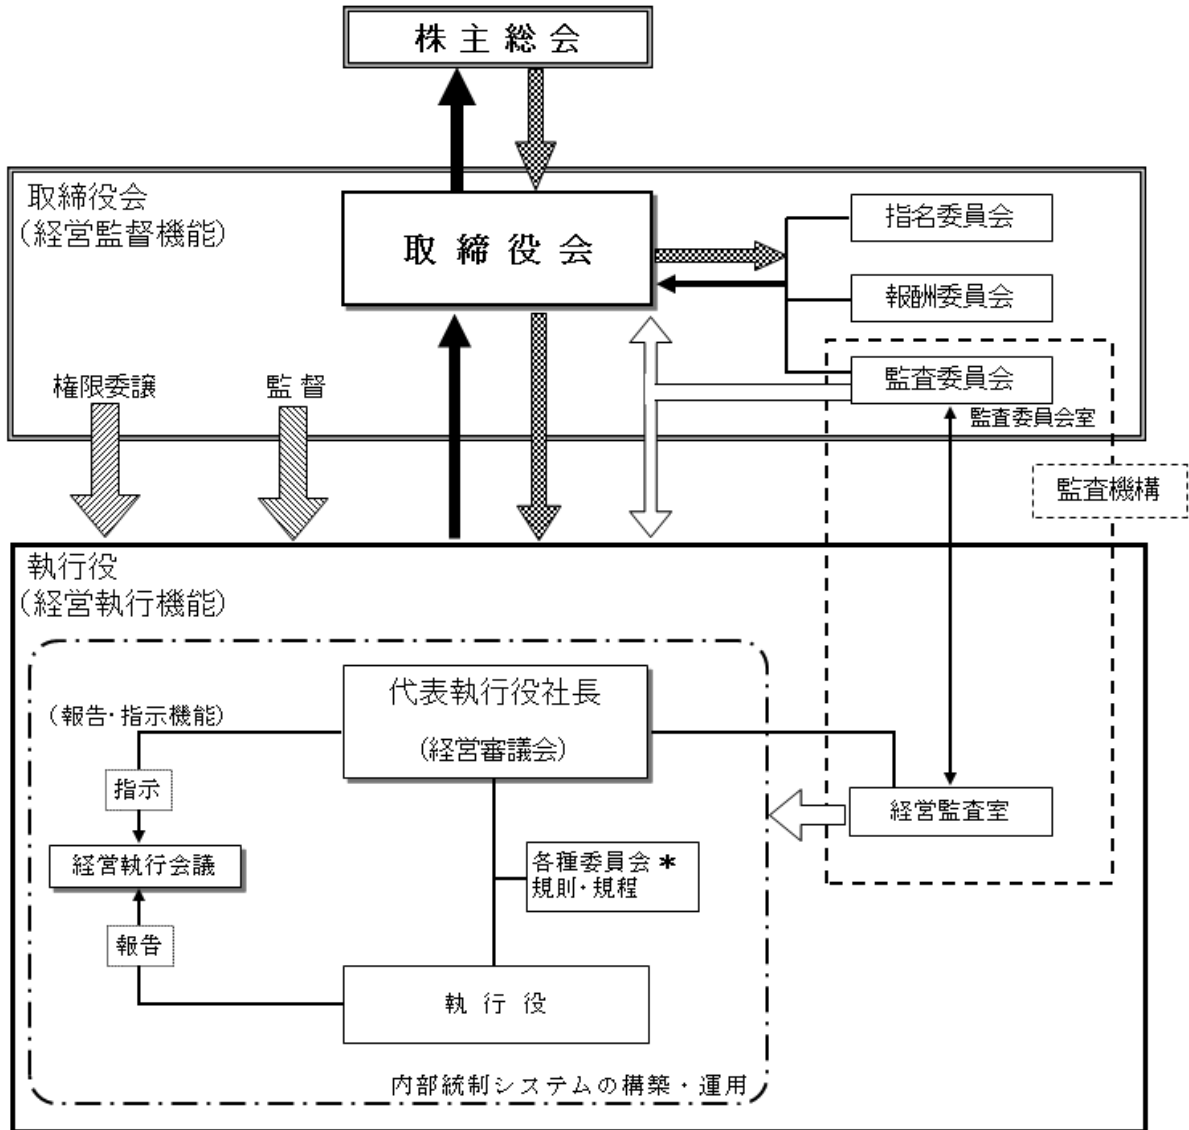 株主総会
取締役会
(経営監督機能)
取締役会
指名委員会
報酬委員会
監査委員会
監査委員会室
権限委譲
監督
監査機構
執行役
(経営執行機能)
代表執行役社長
(経営審議会)
(報告・指示機能)
指示
経営執行会議
報告
各種委員会*
規則・規程
経営監査室
執行役
内部統制システムの構築・運用